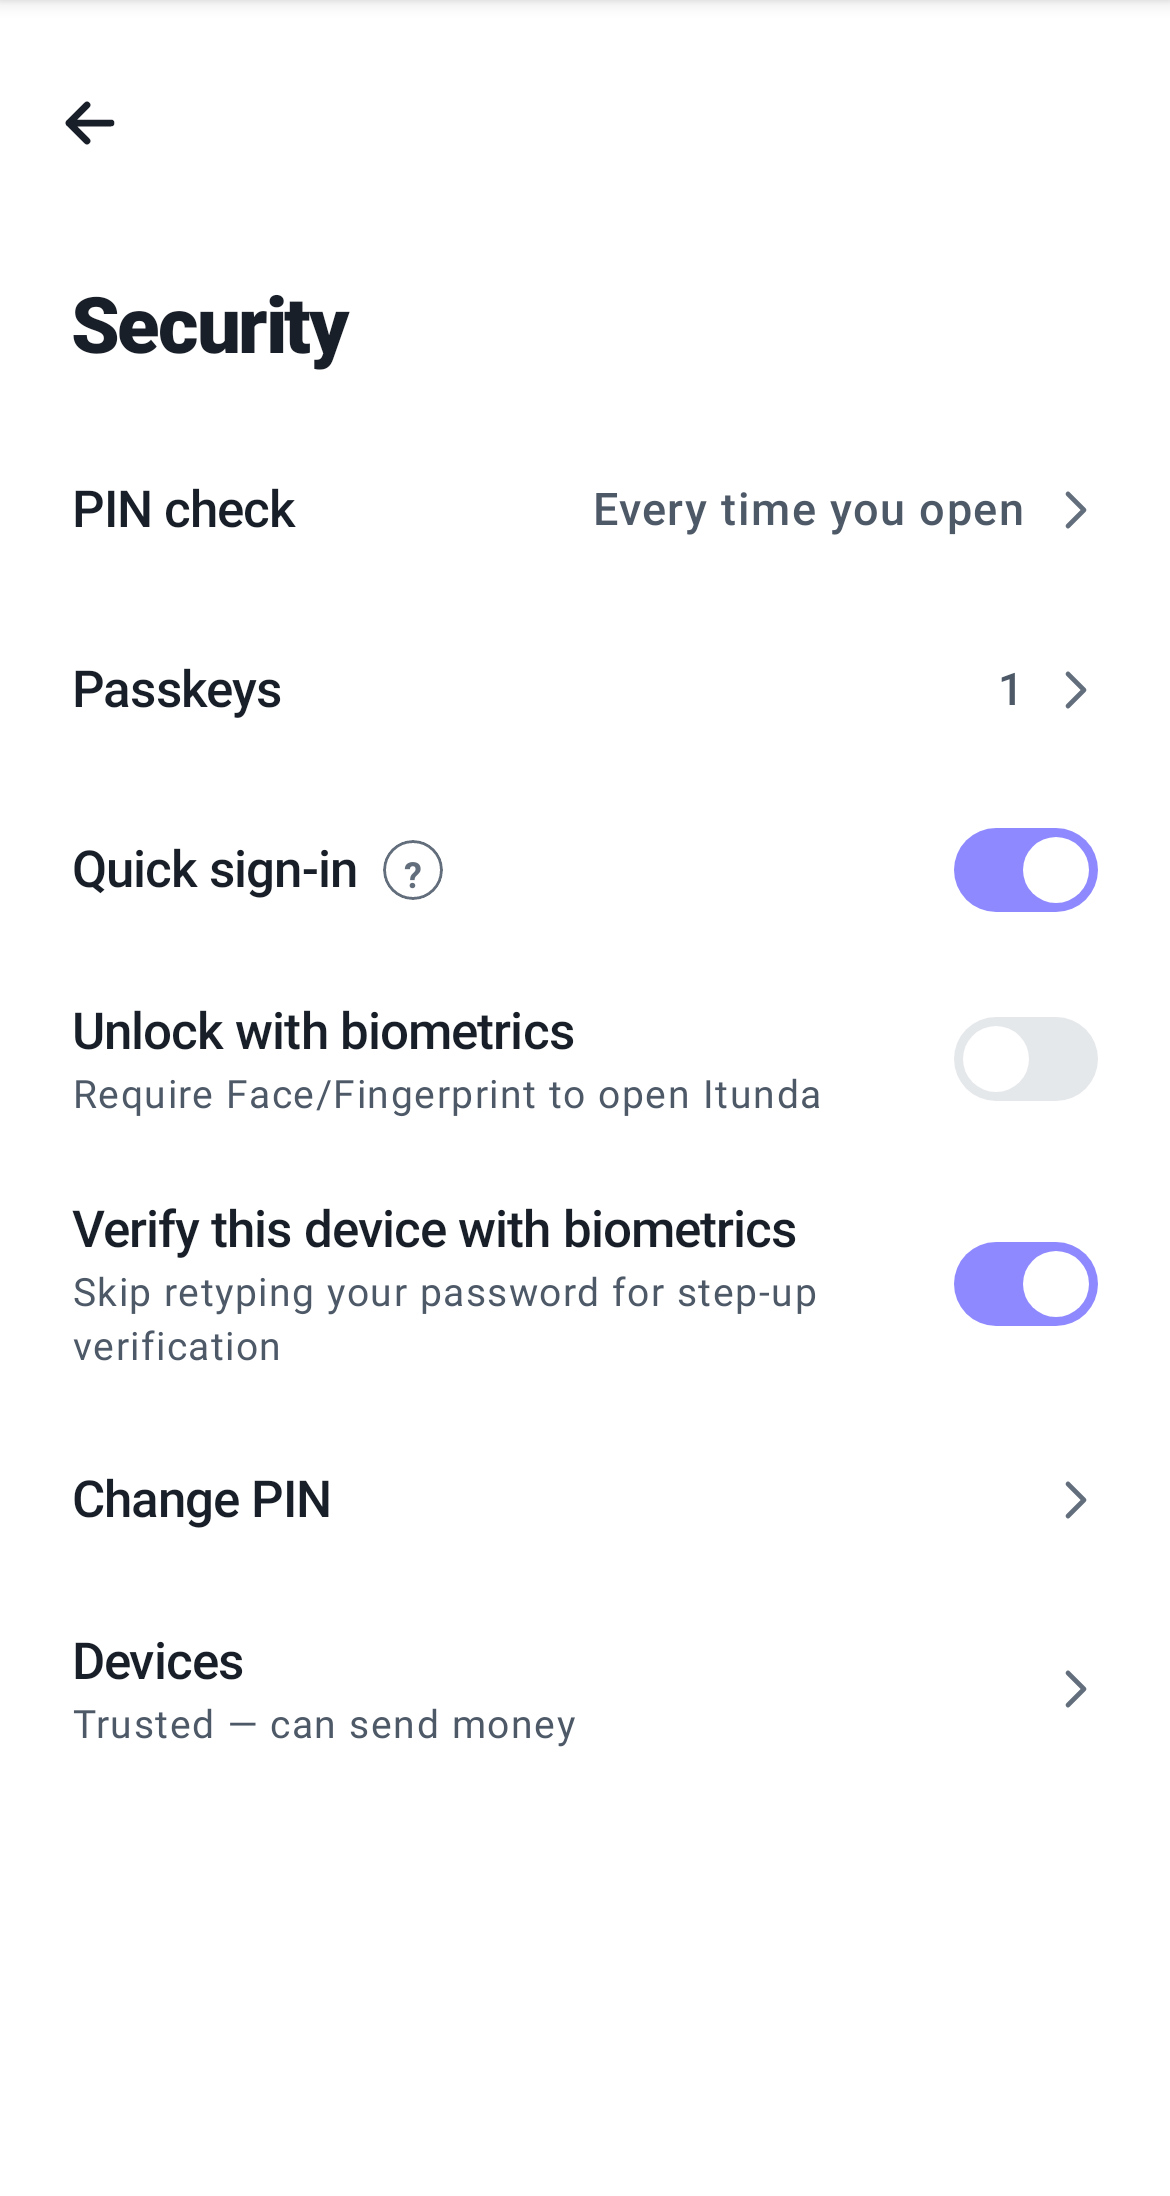 Security
PIN check Every time you open
Passkeys 1
Quick sign-in ?
Unlock with biometrics
Require Face/Fingerprint to open Itunda
Verify this device with biometrics
Skip retyping your password for step-up
verification
Change PIN
Devices
Trusted — can send money